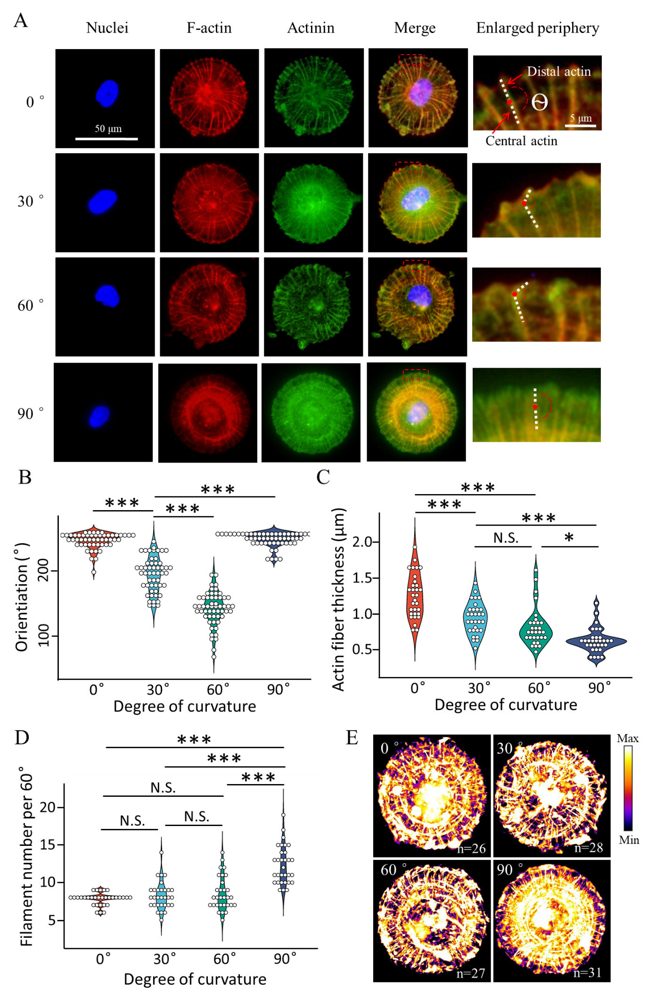 A
Nuclei F-actin Actinin Merge Enlarged periphery
0 °
50 μm
Distal actin
Θ
5 μm
Central actin
30 °
60 °
90 °
B
*** 
***
***
Orientiation (˚)
200
100
0˚ 30˚ 60˚ 90˚
Degree of curvature
C
***
***
***
N.S. *
Actin fiber thickness (μm)
2.0
1.5
1.0
0.5
0˚ 30˚ 60˚ 90˚
Degree of curvature
D
***
***
***
N.S.
N.S. N.S.
Filament number per 60˚
20
15
10
5
0˚ 30˚ 60˚ 90˚
Degree of curvature
E
0 °
n=26
30 °
n=28
60 °
n=27
90 °
n=31
Max
Min